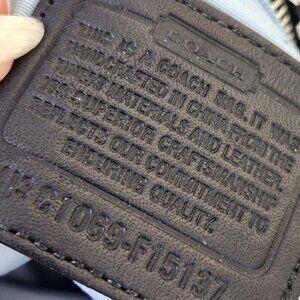 COACH
THIS IS A COACH BAG. IT WAS
HANDCRAFTED IN CHINA FROM THE
FINEST MATERIALS AND LEATHER.
THE SUPERIOR CRAFTSMANSHIP
REFLECTS OUR COMMITMENT TO
ENDURING QUALITY.
C1069-F15137